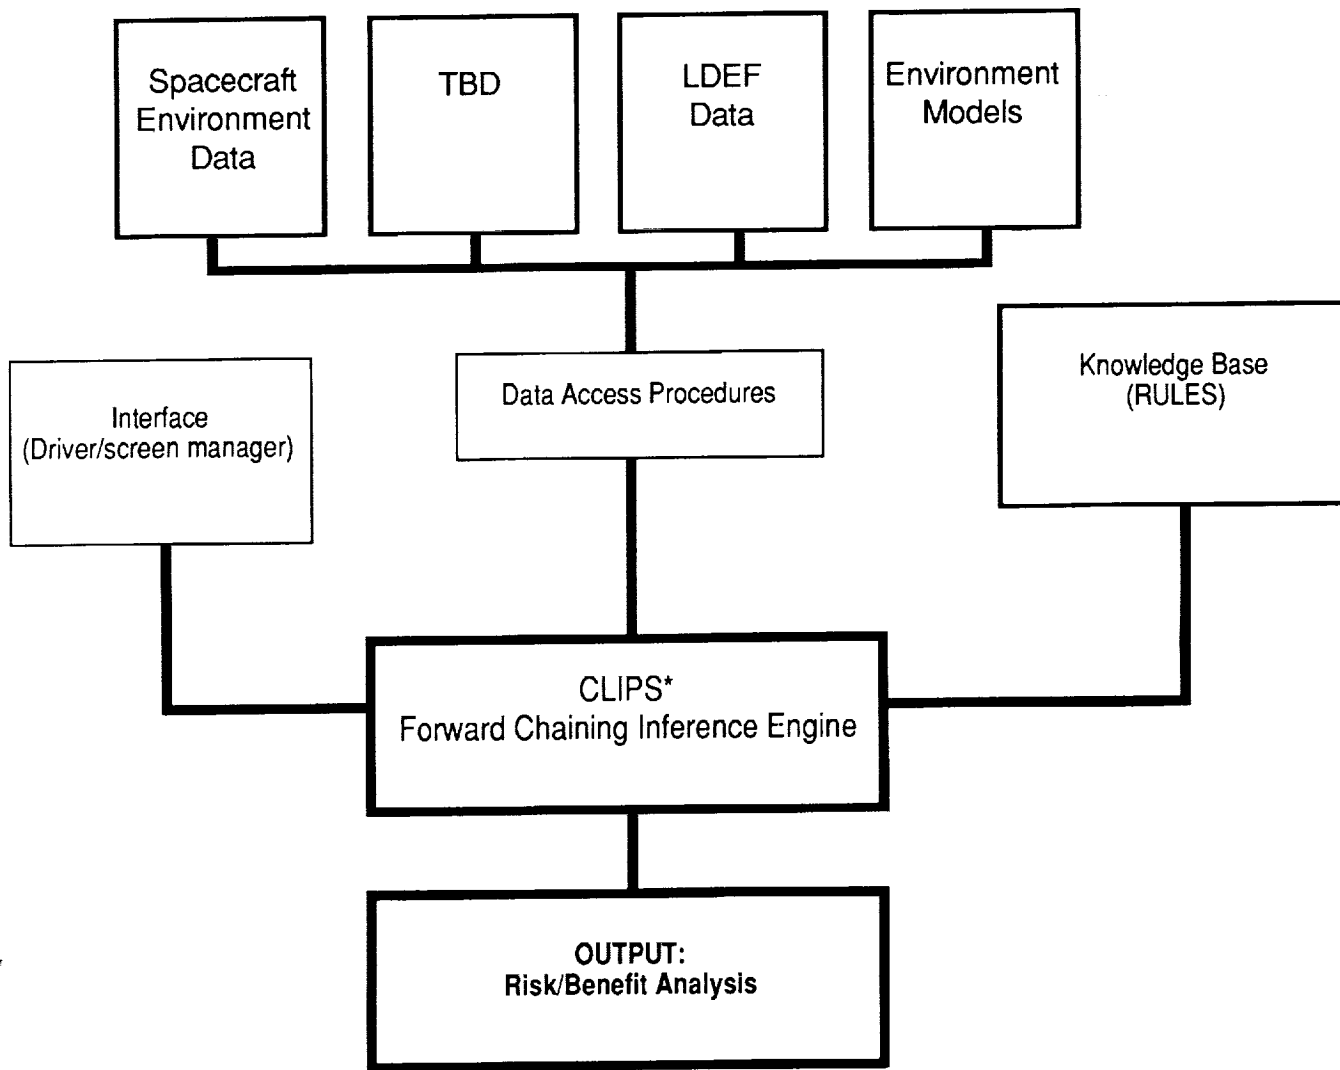 Spacecraft
Environment
Data
TBD
LDEF
Data
Environment
Models
Interface
(Driver/screen manager)
Data Access Procedures
Knowledge Base
(RULES)
CLIPS*
Forward Chaining Inference Engine
OUTPUT:
Risk/Benefit Analysis